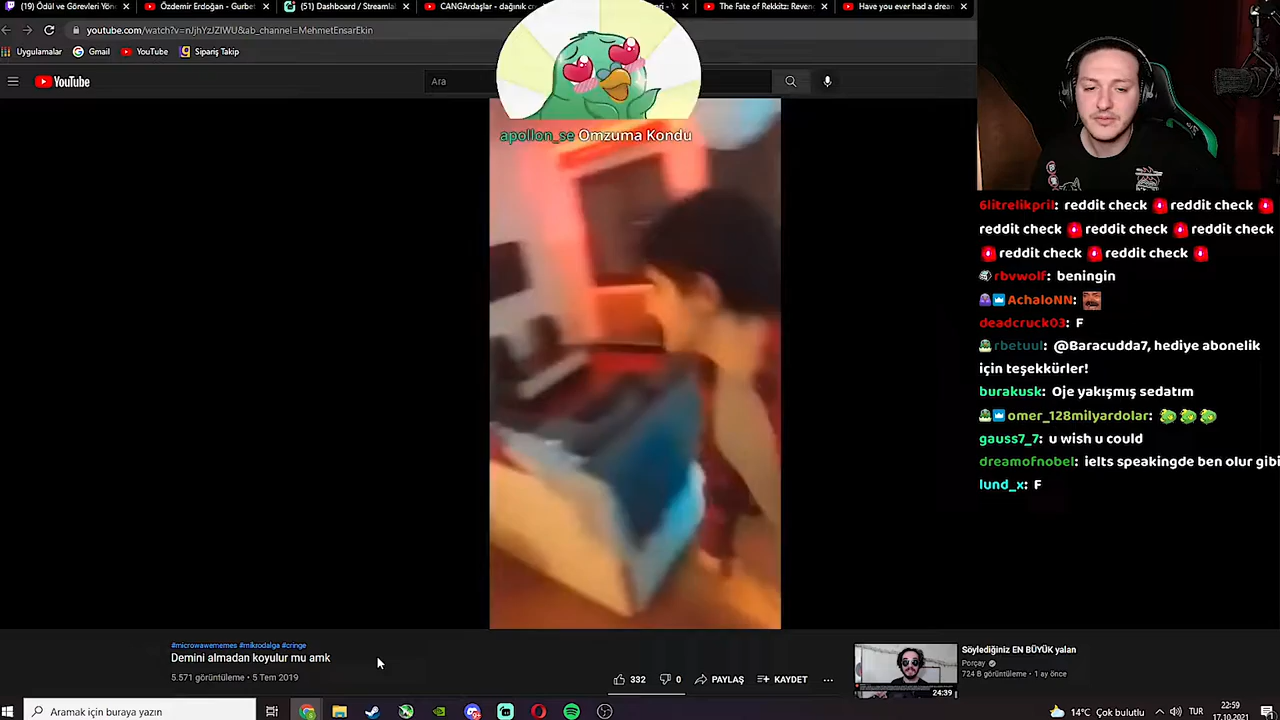 (19) Ödül ve Görevleri Yön
Özdemir Erdoğan - Gurbet
(51) Dashboard / Streamlab
CANGArdaşlar - dağınık c
The Fate of Rekkitz: Reveng
Have you ever had a drean
youtube.com/watch?v=nJjhYzJZIWU&ab_channel=MehmetEnsarEkin
Uygulamalar Gmail YouTube Sipariş Takip
YouTube
Ara
apollon_se Omzuma Kondu
6litrelikpril: reddit check reddit check
reddit check reddit check reddit check
reddit check reddit check
rbvwolf: beningin
AchaloNN:
deadcruck03: F
rbetuul: @Baracudda7, hediye abonelik
için teşekkürler!
burakusk: Oje yakışmış sedatım
omer_128milyardolar:
gauss7_7: u wish u could
dreamofnobel: ielts speakingde ben olur gibi
lund_x: F
#microwawememes #mikrodalga #cringe
Demini almadan koyulur mu amk
5.571 görüntüleme • 5 Tem 2019
332 0 PAYLAŞ KAYDET
Söylediğiniz EN BÜYÜK yalan
Porçay
724 B görüntüleme • 1 ay önce
24:39
Aramak için buraya yazın
14°C Çok bulutlu
TUR
22:59
17.10.2021